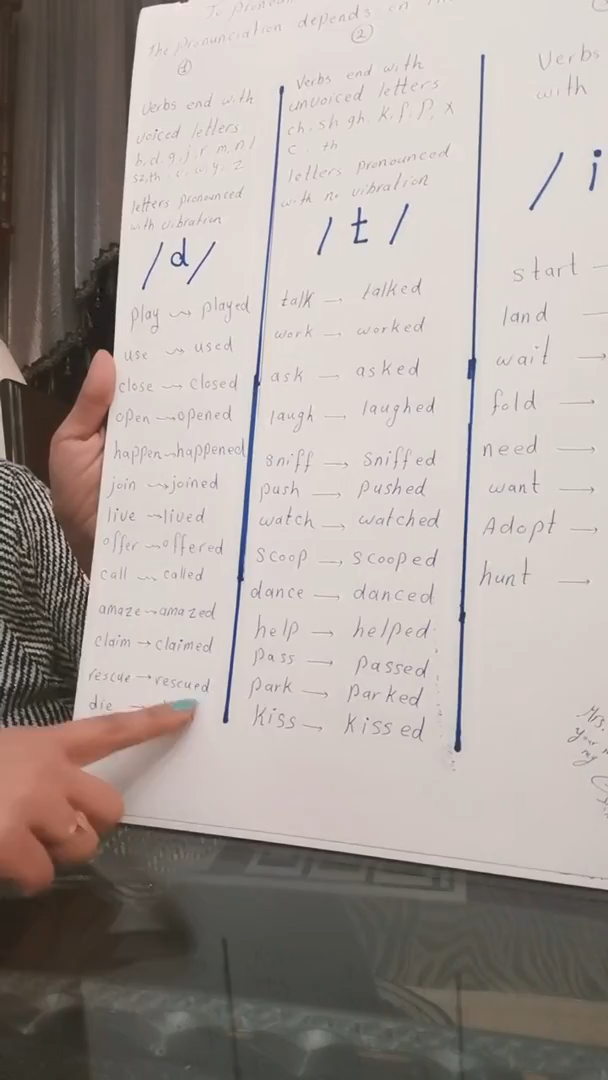 To
The pronunciation depends on
①
Verbs end with
voiced letters
b, d, g, j, r, m, n, l
letters pronounced
with vibration
/d/
play → played
use → used
close → closed
open → opened
happen → happened
join → joined
live → lived
offer → offered
call → called
amaze → amazed
claim → claimed
rescue → rescued
die →
②
Verbs end with
unvoiced letters
ch, sh, gh, k, f, p, x
c th
letters pronounced
with no vibration
/t/
talk → talked
work → worked
ask → asked
laugh → laughed
sniff → sniffed
push → pushed
watch → watched
scoop → scooped
dance → danced
help → helped
pass → passed
park → parked
kiss → kissed
Verbs
with
/i
start →
land →
wait →
fold →
need →
want →
Adopt →
hunt →
Mrs.
my